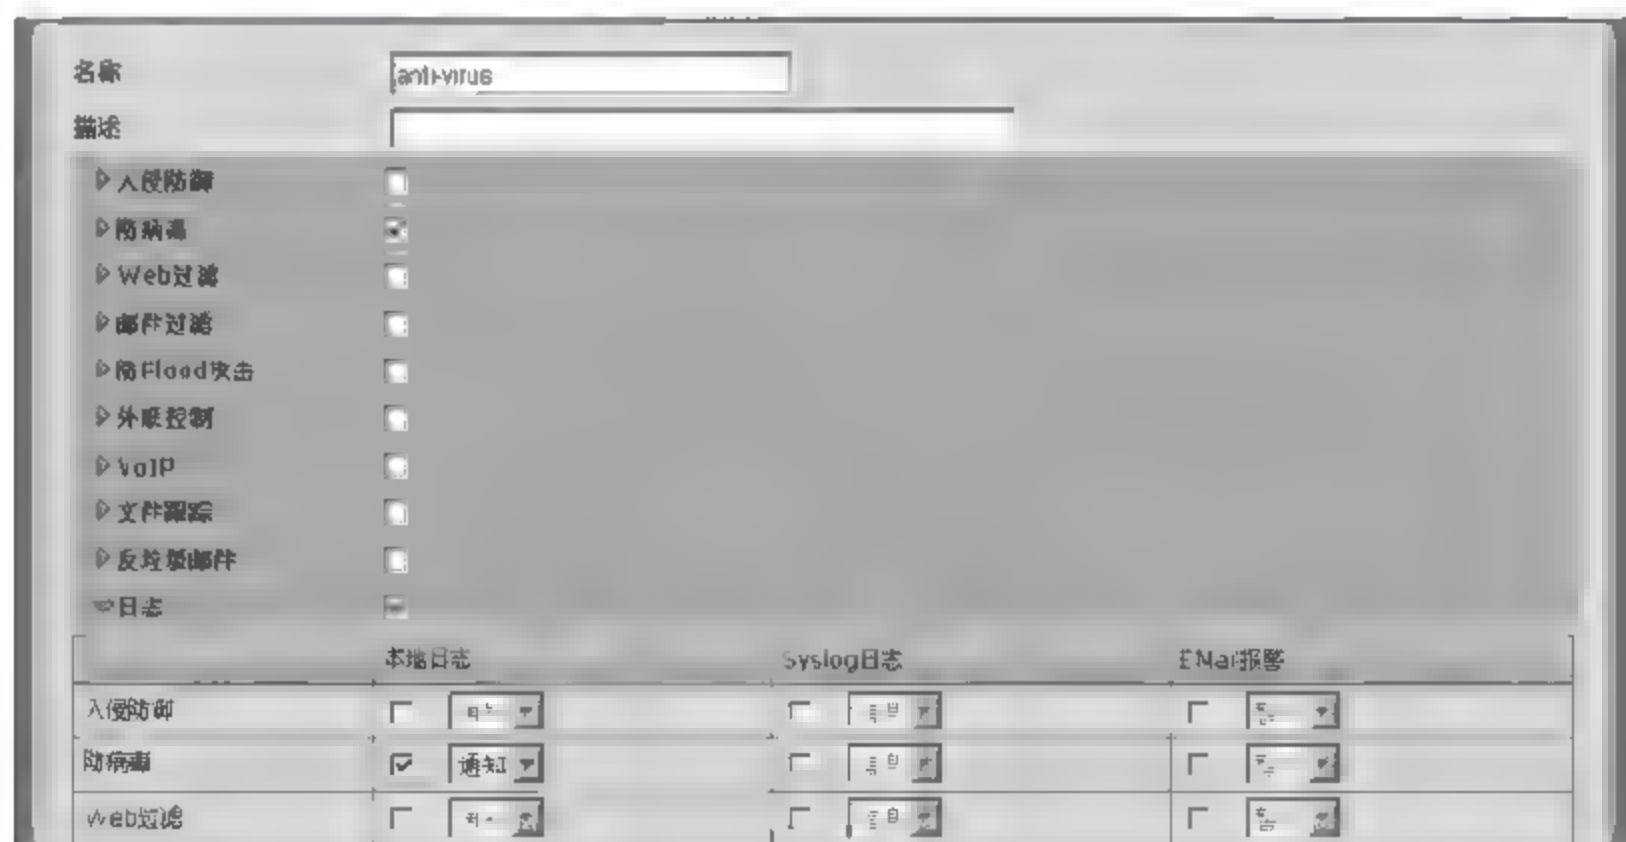 名称 anti-virus
描述
入侵防御
防病毒
Web过滤
邮件过滤
防Flood攻击
外联控制
VoIP
文件跟踪
反垃圾邮件
日志
本地日志 Syslog日志 EMail报警
入侵防御
防病毒 通知
Web过滤